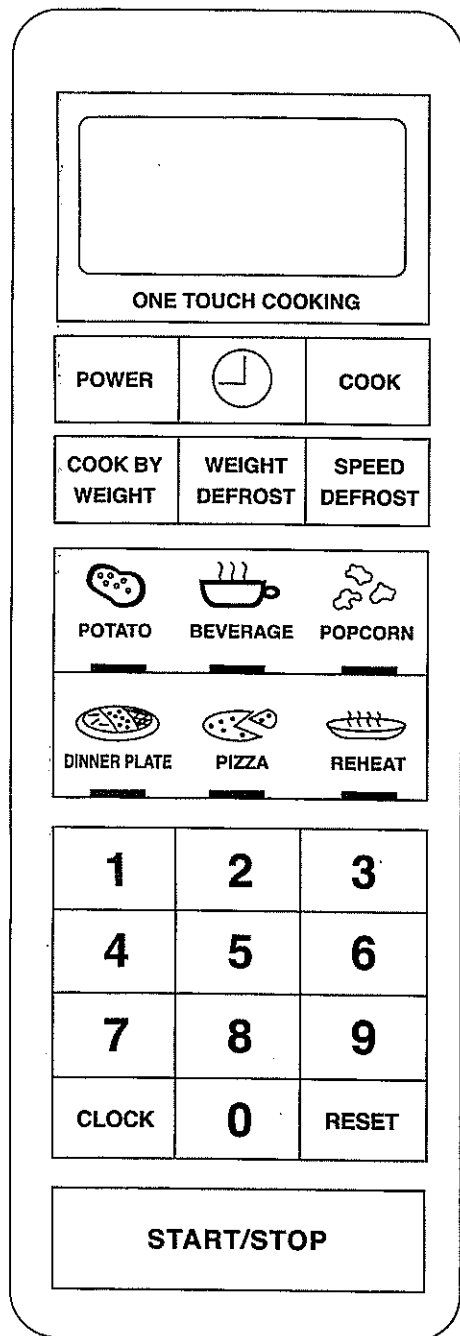 ONE TOUCH COOKING
POWER COOK
COOK BY WEIGHT SPEED
WEIGHT DEFROST DEFROST
POTATO BEVERAGE POPCORN
DINNER PLATE PIZZA REHEAT
1 2 3
4 5 6
7 8 9
CLOCK 0 RESET
START/STOP